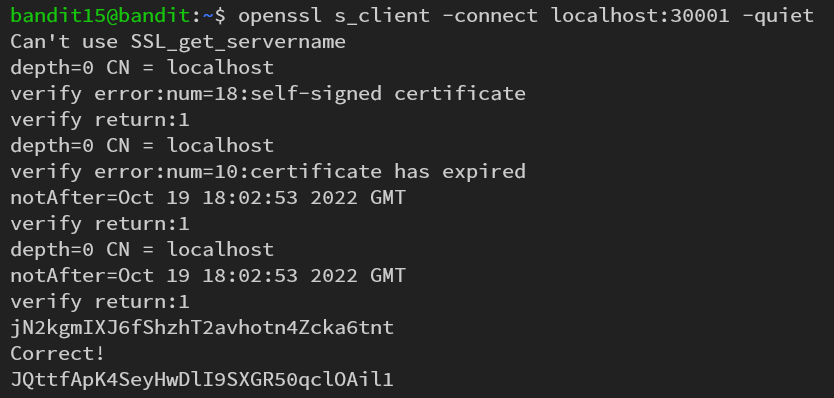 bandit15@bandit:~$ openssl s_client -connect localhost:30001 -quiet
Can't use SSL_get_servername
depth=0 CN = localhost
verify error:num=18:self-signed certificate
verify return:1
depth=0 CN = localhost
verify error:num=10:certificate has expired
notAfter=Oct 19 18:02:53 2022 GMT
verify return:1
depth=0 CN = localhost
notAfter=Oct 19 18:02:53 2022 GMT
verify return:1
jN2kgmIXJ6fShzhT2avhotn4Zcka6tnt
Correct!
JQttfApK4SeyHwDlI9SXGR50qclOAil1